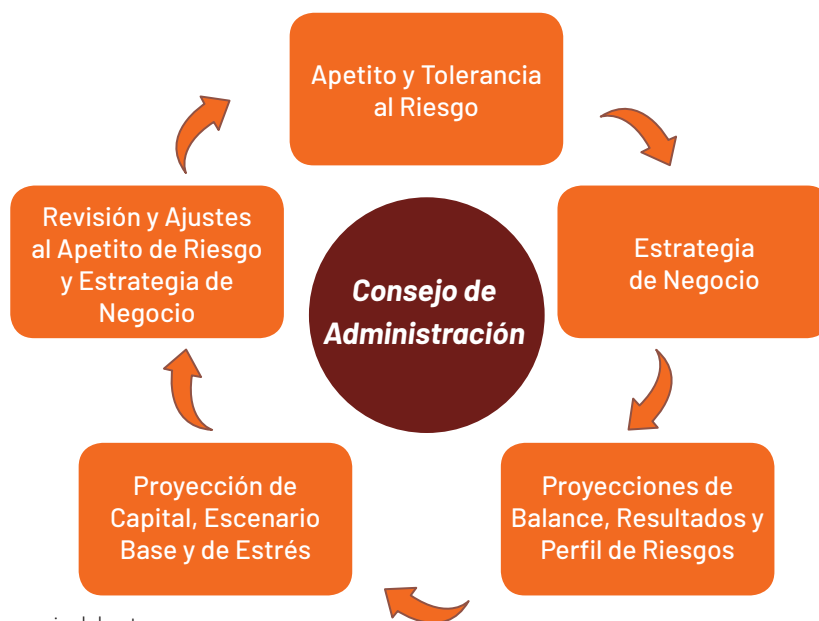 Apetito y Tolerancia
al Riesgo
Estrategia
de Negocio
Proyecciones de
Balance, Resultados y
Perfil de Riesgos
Proyección de
Capital, Escenario
Base y de Estrés
Revisión y Ajustes
al Apetito de Riesgo
y Estrategia de
Negocio
Consejo de
Administración